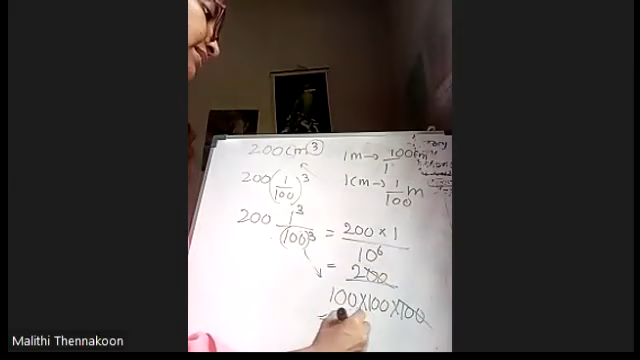 200cm³ 1m → 100cm
200(1/100)³ 1cm → 1/100 m
200 1³/(100)³ = 200 × 1/10⁶
= 200/100×100×100
=
Malithi Thennakoon